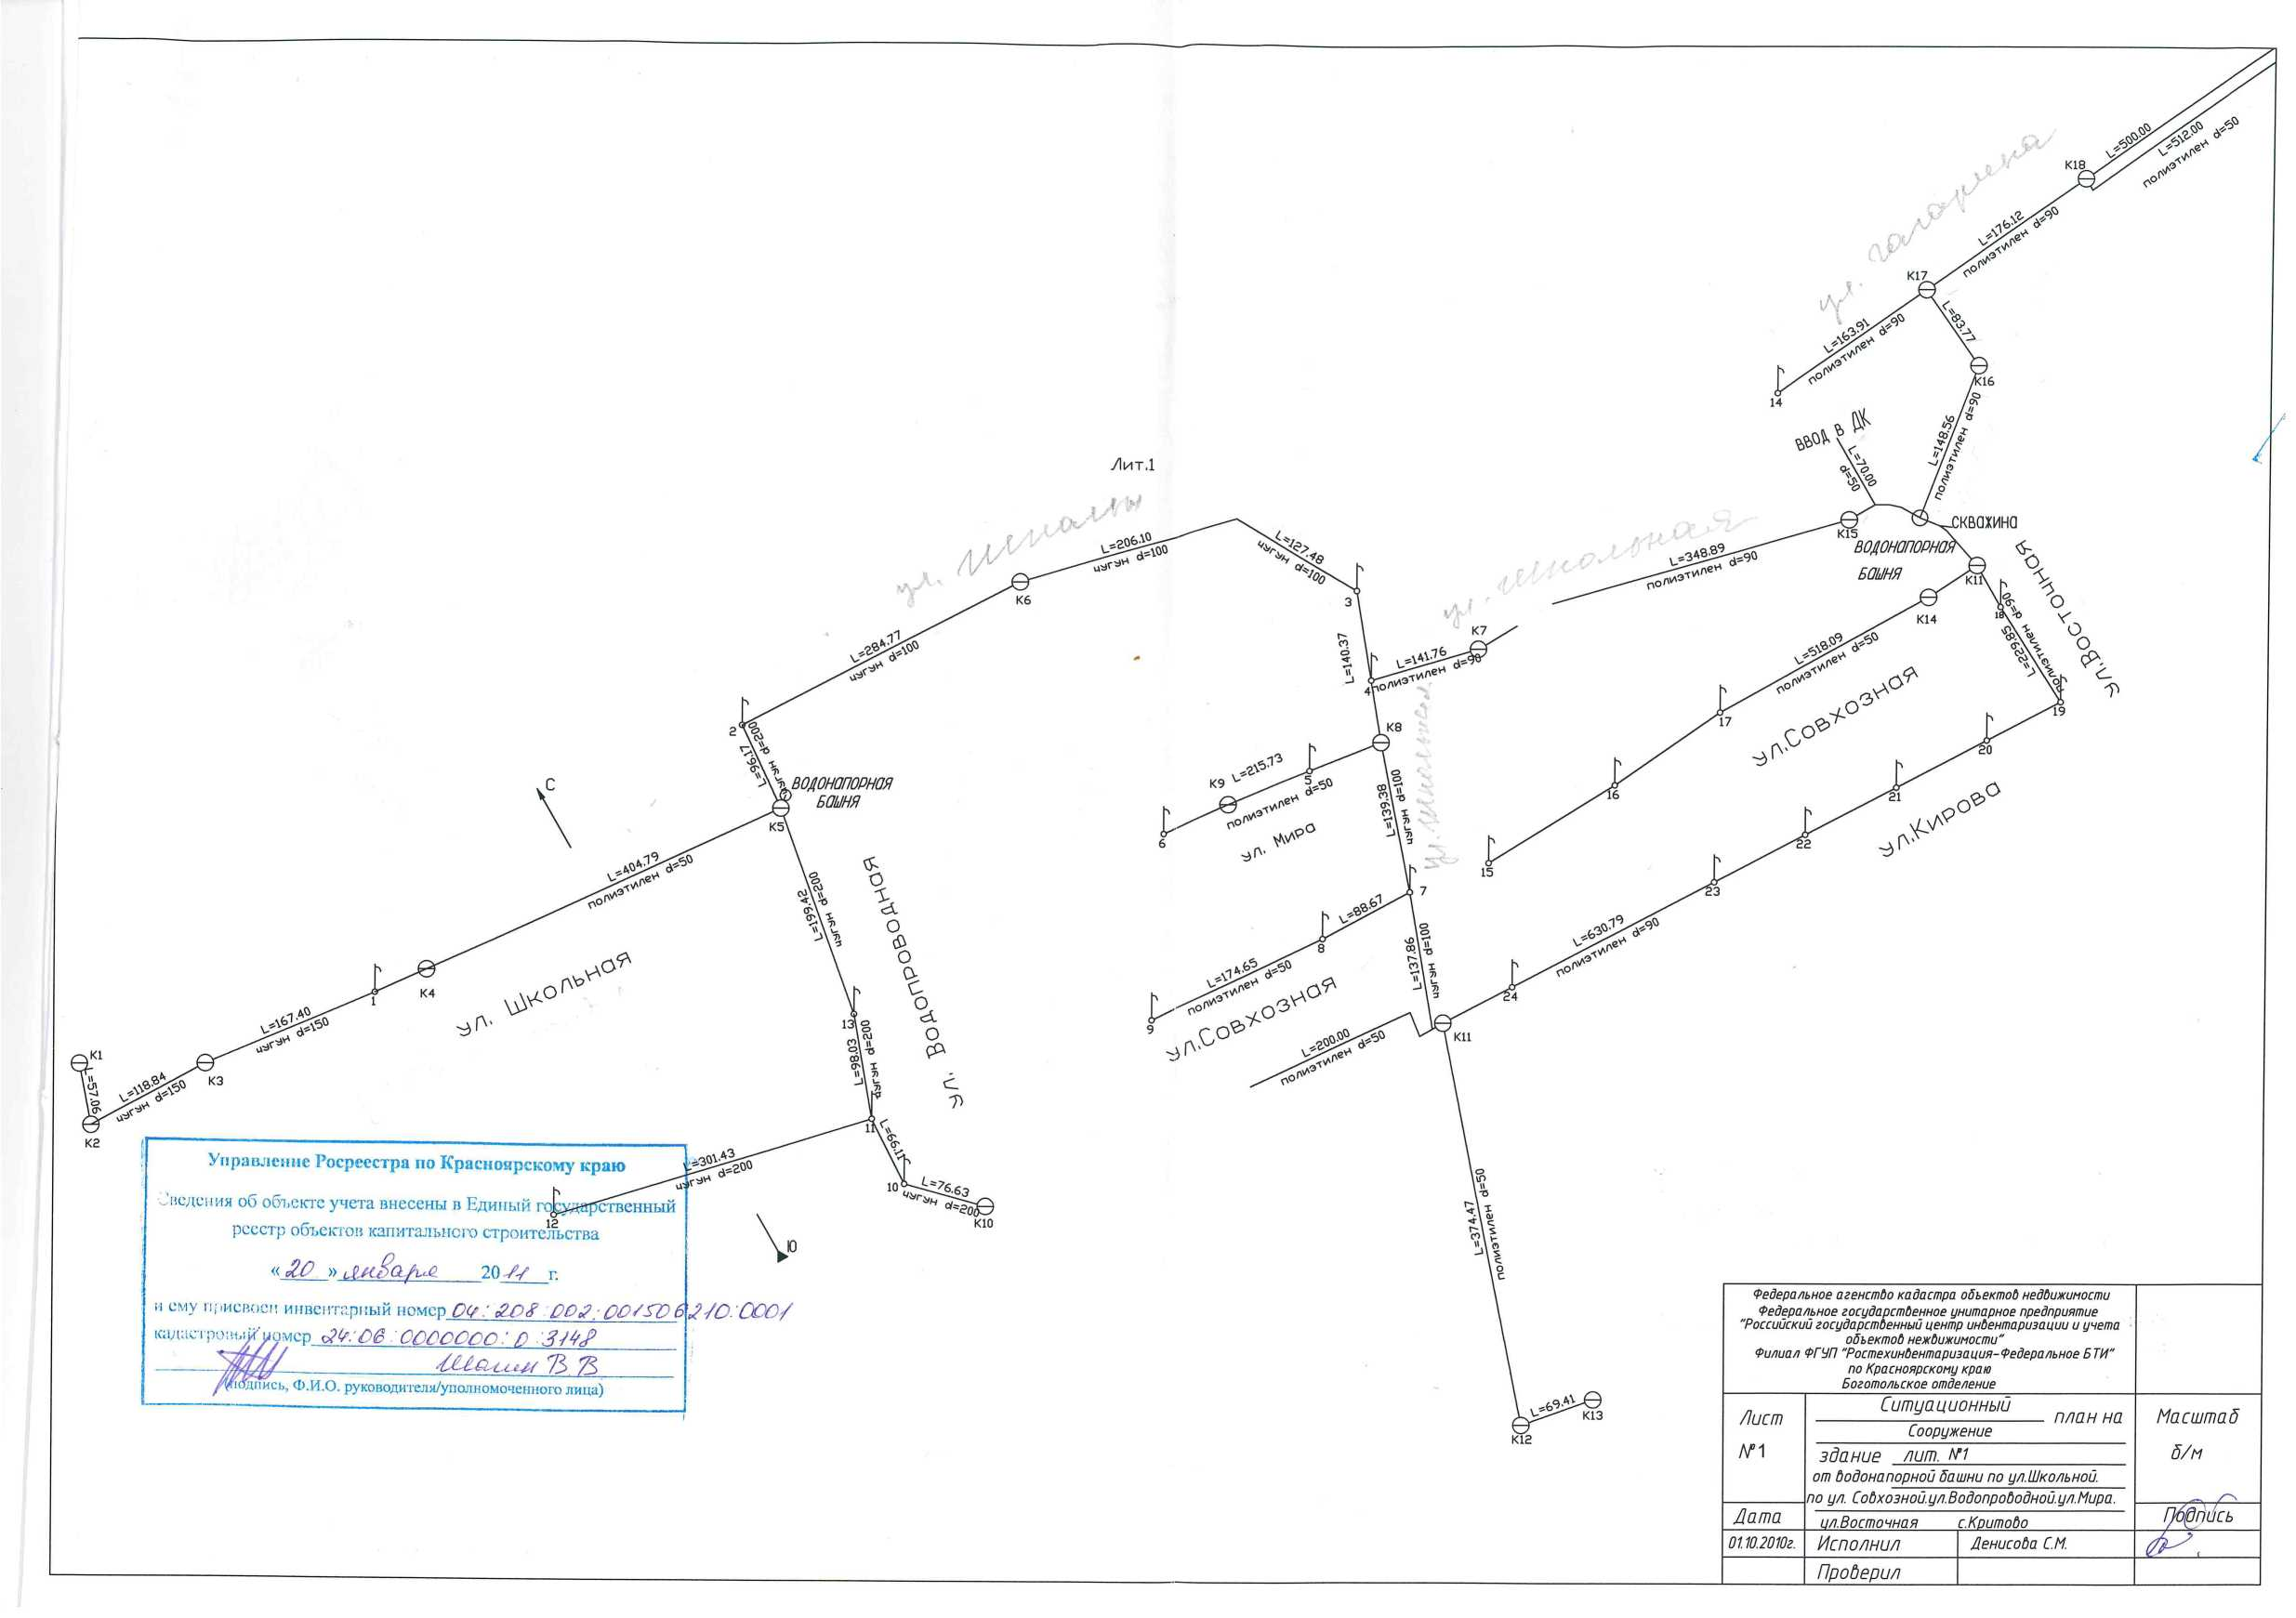 L=500.00
L=512.00
полиэтилен d=50
К18
ул. гагарина
L=176.12
полиэтилен d=90
К17
L=163.91
полиэтилен d=90
L=83.77
14
К16
ВВОД В ДК
L=70.00
d=50
L=148.56
полиэтилен d=90
Лит.1
СКВАЖИНА
К15
ВОДОНАПОРНАЯ
БАШНЯ
К11
ул.Восточная
ул. школьная
L=348.89
полиэтилен d=90
L=206.10
чугун d=100
L=127.48
чугун d=100
К6
3
К14
18
L=229.85
полиэтилен d=90
19
L=284.77
чугун d=100
L=140.37
L=141.76
полиэтилен d=90
К7
4
L=518.09
полиэтилен d=50
17
ул.Совхозная
2
L=96.17
чугун d=200
ВОДОНАПОРНАЯ
БАШНЯ
К5
С
К8
К9 L=215.73
полиэтилен d=50
5
6
ул. Мира
L=139.38
чугун d=100
16
15
20
21
22
23
ул.Кирова
L=404.79
полиэтилен d=50
L=199.42
чугун d=200
ул. Водопроводная
7
L=88.67
8
L=174.65
полиэтилен d=50
9
ул.Совхозная
L=137.86
чугун d=100
L=630.79
полиэтилен d=90
24
К11
L=200.00
полиэтилен d=50
1
К4
ул. Школьная
L=167.40
чугун d=150
К1
L=57.06
К2
L=118.84
чугун d=150
К3
13
L=98.03
чугун d=200
11
L=66.11
L=301.43
чугун d=200
12
10
L=76.63
чугун d=200
К10
Ю
L=374.47
полиэтилен d=50
К12
L=69.41
К13
Управление Росреестра по Красноярскому краю
Сведения об объекте учета внесены в Единый государственный
реестр объектов капитального строительства
«20» января 2011 г.
и ему присвоен инвентарный номер 04:208:002:001506210:0001
кадастровый номер 24:06:0000000:0:3148
Шагин В.В
(подпись, Ф.И.О. руководителя/уполномоченного лица)
Федеральное агенство кадастра объектов недвижимости
Федеральное государственное унитарное предприятие
"Российский государственный центр инвентаризации и учета
объектов нежвижимости"
Филиал ФГУП "Ростехинвентаризация-Федеральное БТИ"
по Красноярскому краю
Боготольское отделение
Лист
№1
Ситуационный план на
Сооружение
здание лит. №1
от водонапорной башни по ул.Школьной.
по ул. Совхозной.ул.Водопроводной.ул.Мира.
ул.Восточная с.Критово
Масштаб
б/м
Дата
Подпись
01.10.2010г.
Исполнил Денисова С.М.
Проверил